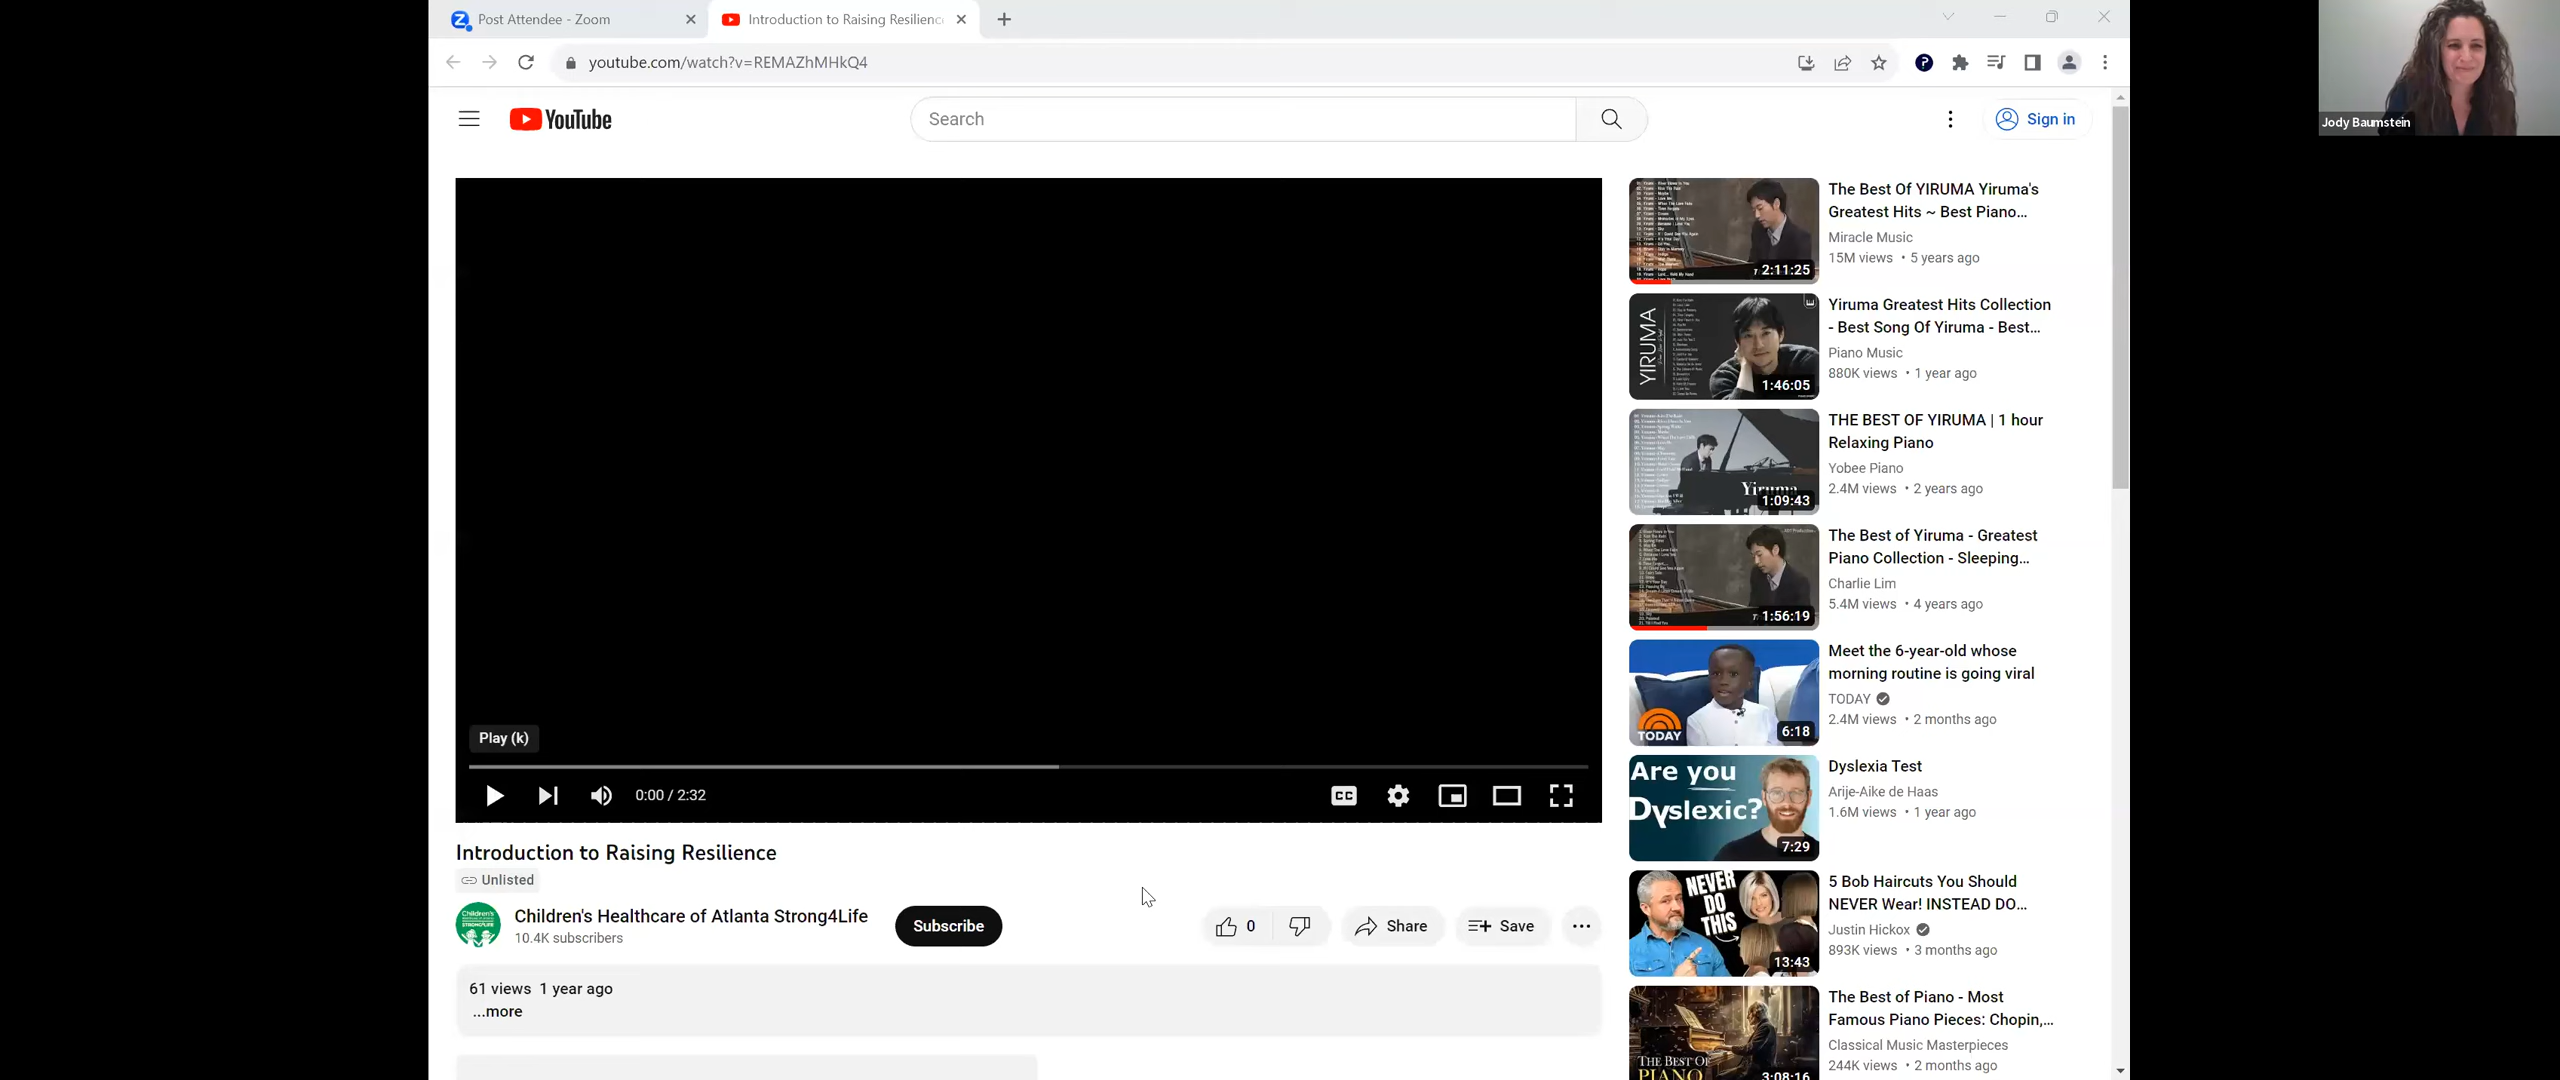 Post Attendee - Zoom
Introduction to Raising Resilienc
youtube.com/watch?v=REMAZhMHkQ4
Jody Baumstein
YouTube
Search
Sign in
Play (k)
CC
0:00 / 2:32
Introduction to Raising Resilience
Unlisted
Children's Healthcare of Atlanta Strong4Life
10.4K subscribers
Subscribe
0
Share
Save
61 views 1 year ago
...more
2:11:25
The Best Of YIRUMA Yiruma's
Greatest Hits ~ Best Piano...
Miracle Music
15M views • 5 years ago
YIRUMA
1:46:05
Yiruma Greatest Hits Collection
- Best Song Of Yiruma - Best...
Piano Music
880K views • 1 year ago
Yiruma
1:09:43
THE BEST OF YIRUMA | 1 hour
Relaxing Piano
Yobee Piano
2.4M views • 2 years ago
1:56:19
The Best of Yiruma - Greatest
Piano Collection - Sleeping...
Charlie Lim
5.4M views • 4 years ago
TODAY
6:18
Meet the 6-year-old whose
morning routine is going viral
TODAY
2.4M views • 2 months ago
Are you
Dyslexic?
7:29
Dyslexia Test
Arije-Aike de Haas
1.6M views • 1 year ago
NEVER
DO
THIS
13:43
5 Bob Haircuts You Should
NEVER Wear! INSTEAD DO...
Justin Hickox
893K views • 3 months ago
THE BEST OF
PIANO
3:08:16
The Best of Piano - Most
Famous Piano Pieces: Chopin,...
Classical Music Masterpieces
244K views • 2 months ago